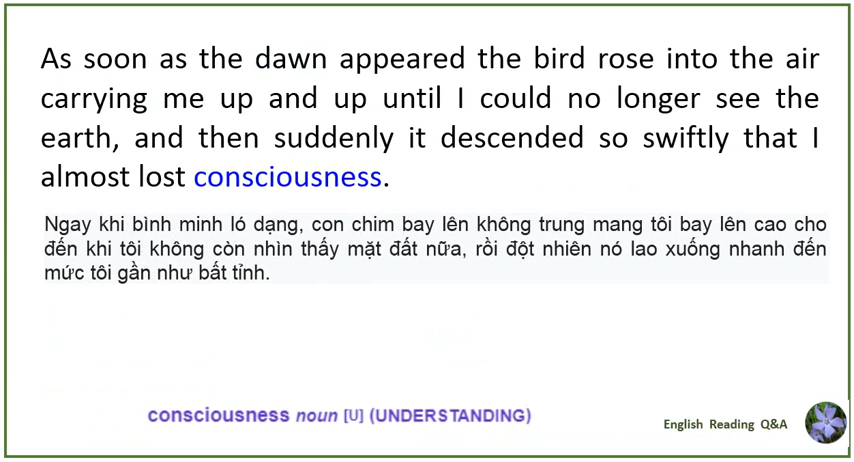 As soon as the dawn appeared the bird rose into the air
carrying me up and up until I could no longer see the
earth, and then suddenly it descended so swiftly that I
almost lost consciousness.
Ngay khi bình minh ló dạng, con chim bay lên không trung mang tôi bay lên cao cho
đến khi tôi không còn nhìn thấy mặt đất nữa, rồi đột nhiên nó lao xuống nhanh đến
mức tôi gần như bất tỉnh.
consciousness noun [U] (UNDERSTANDING)
English Reading Q&A